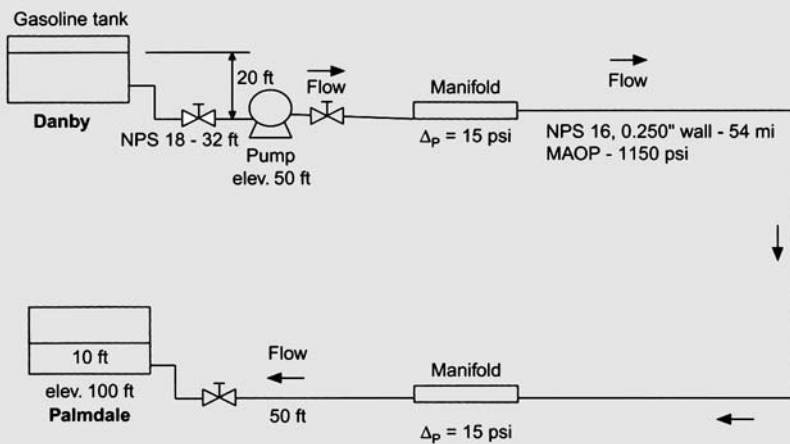 Gasoline tank
20 ft
Flow
Flow
Manifold
Danby
NPS 18 - 32 ft
Pump
elev. 50 ft
Δₚ = 15 psi
NPS 16, 0.250" wall - 54 mi
MAOP - 1150 psi
10 ft
elev. 100 ft
Palmdale
Flow
50 ft
Manifold
Δₚ = 15 psi